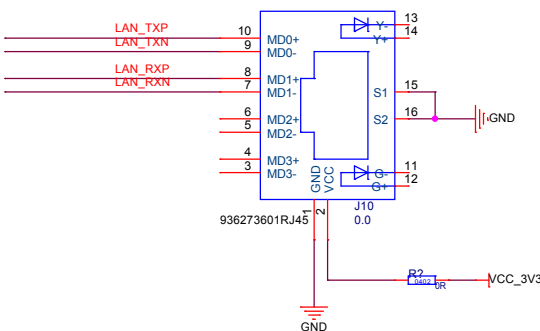 LAN_TXP 10 MD0+ Y- 13
LAN_TXN 9 MD0- Y+ 14
LAN_RXP 8 MD1+
LAN_RXN 7 MD1- S1 15
6 MD2+ S2 16 GND
5 MD2-
4 MD3+ G- 11
3 MD3- G+ 12
GND VCC
1 2
936273601RJ45 J10
0.0
R?
0402 0R VCC_3V3
GND